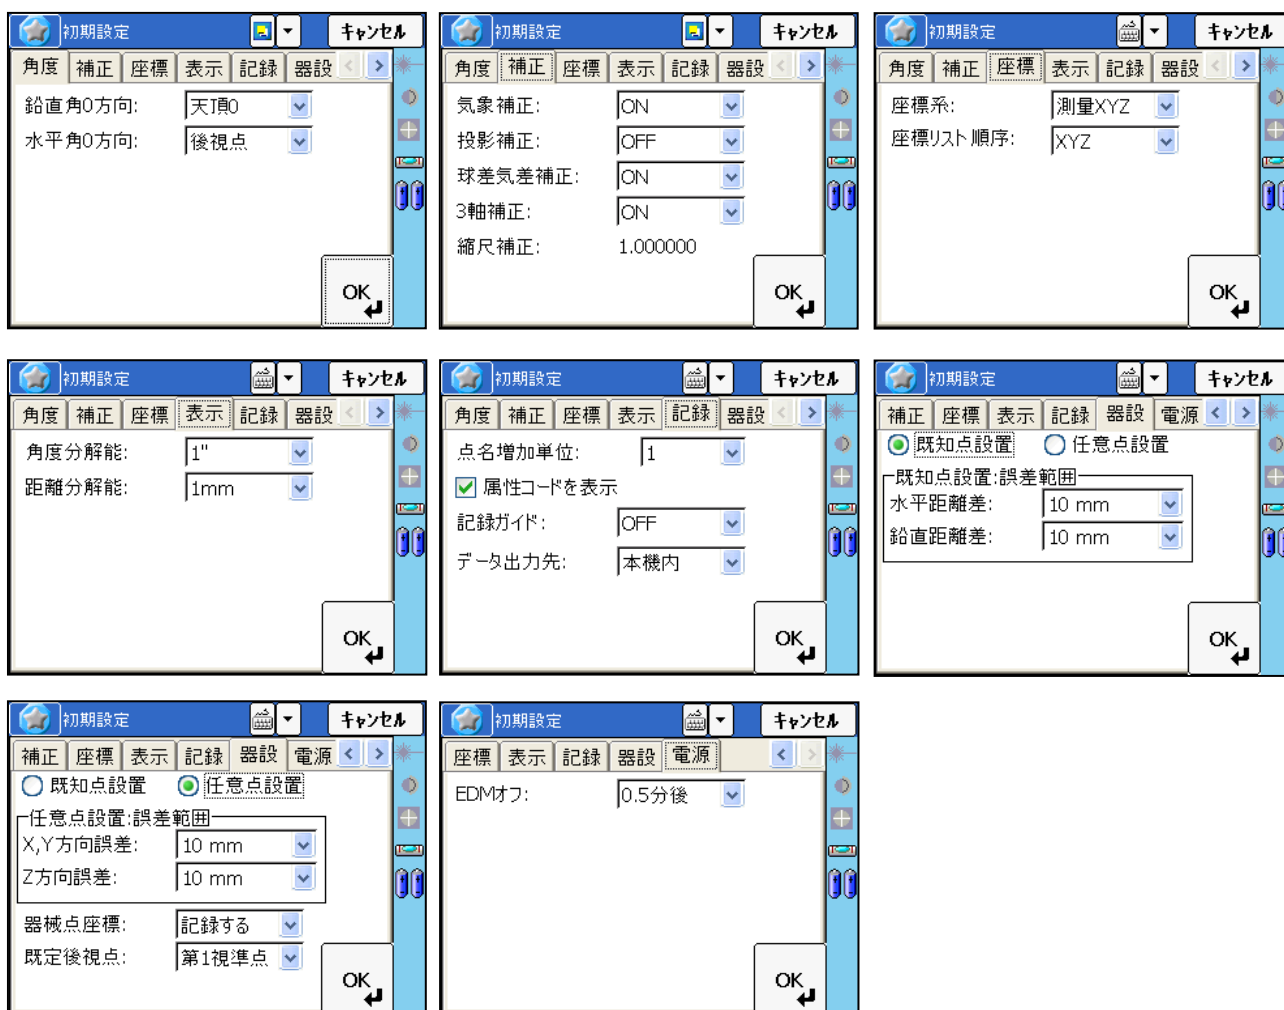 初期設定 キャンセル
角度 補正 座標 表示 記録 器設
鉛直角0方向: 天頂0
水平角0方向: 後視点
OK
初期設定 キャンセル
角度 補正 座標 表示 記録 器設
気象補正: ON
投影補正: OFF
球差気差補正: ON
3軸補正: ON
縮尺補正: 1.000000
OK
初期設定 キャンセル
角度 補正 座標 表示 記録 器設
座標系: 測量XYZ
座標リスト順序: XYZ
OK
初期設定 キャンセル
角度 補正 座標 表示 記録 器設
角度分解能: 1"
距離分解能: 1mm
OK
初期設定 キャンセル
角度 補正 座標 表示 記録 器設
点名増加単位: 1
属性コードを表示
記録ガイド: OFF
データ出力先: 本機内
OK
初期設定 キャンセル
補正 座標 表示 記録 器設 電源
既知点設置 任意点設置
既知点設置:誤差範囲
水平距離差: 10 mm
鉛直距離差: 10 mm
OK
初期設定 キャンセル
補正 座標 表示 記録 器設 電源
既知点設置 任意点設置
任意点設置:誤差範囲
X,Y方向誤差: 10 mm
Z方向誤差: 10 mm
器械点座標: 記録する
既定後視点: 第1視準点
OK
初期設定 キャンセル
座標 表示 記録 器設 電源
EDMオフ: 0.5分後
OK